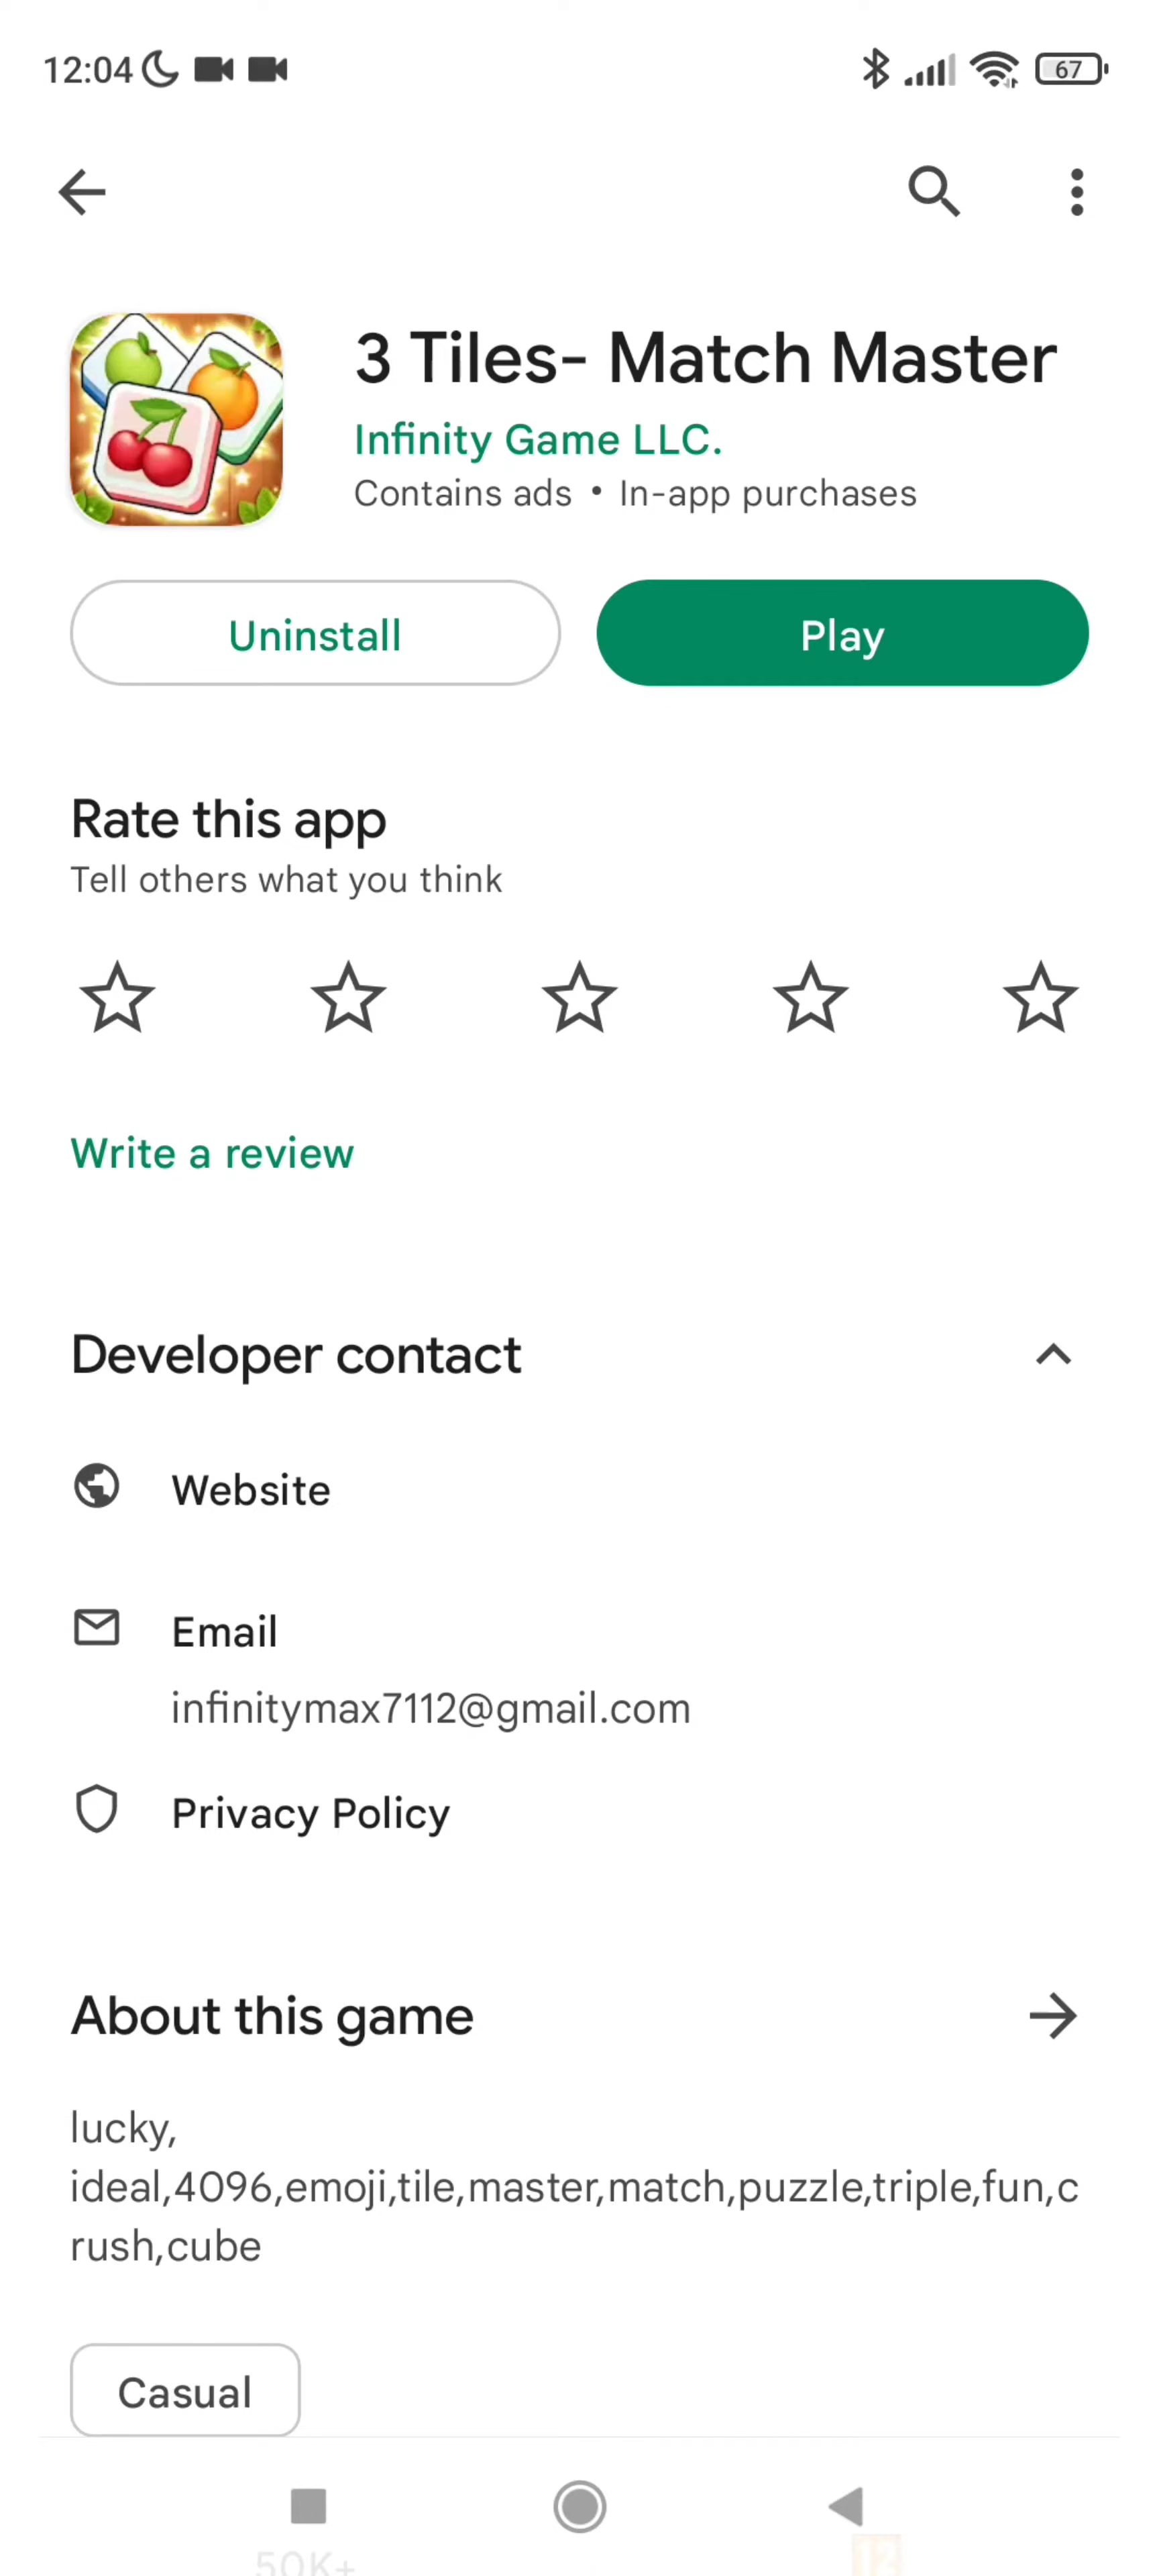 12:04
67
3 Tiles- Match Master
Infinity Game LLC.
Contains ads • In-app purchases
Uninstall
Play
Rate this app
Tell others what you think
Write a review
Developer contact
Website
Email
infinitymax7112@gmail.com
Privacy Policy
About this game
lucky,
ideal,4096,emoji,tile,master,match,puzzle,triple,fun,c
rush,cube
Casual
50K+
12